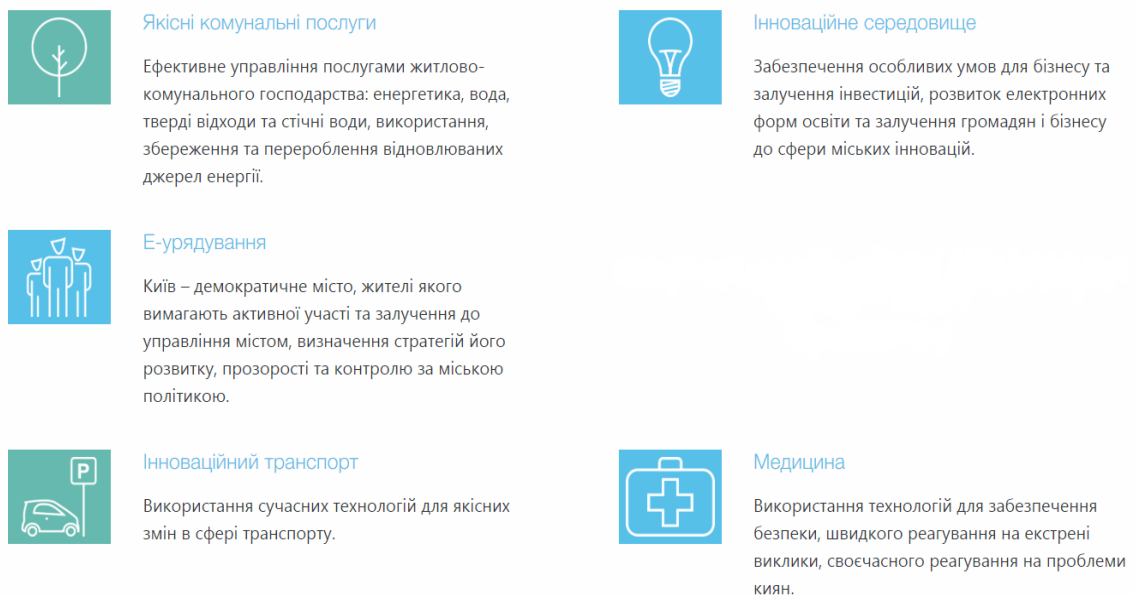 Якісні комунальні послуги
Ефективне управління послугами житлово-
комунального господарства: енергетика, вода,
тверді відходи та стічні води, використання,
збереження та перероблення відновлюваних
джерел енергії.
Інноваційне середовище
Забезпечення особливих умов для бізнесу та
залучення інвестицій, розвиток електронних
форм освіти та залучення громадян і бізнесу
до сфери міських інновацій.
Е-урядування
Київ – демократичне місто, жителі якого
вимагають активної участі та залучення до
управління містом, визначення стратегій його
розвитку, прозорості та контролю за міською
політикою.
P
Інноваційний транспорт
Використання сучасних технологій для якісних
змін в сфері транспорту.
Медицина
Використання технологій для забезпечення
безпеки, швидкого реагування на екстрені
виклики, своєчасного реагування на проблеми
киян.